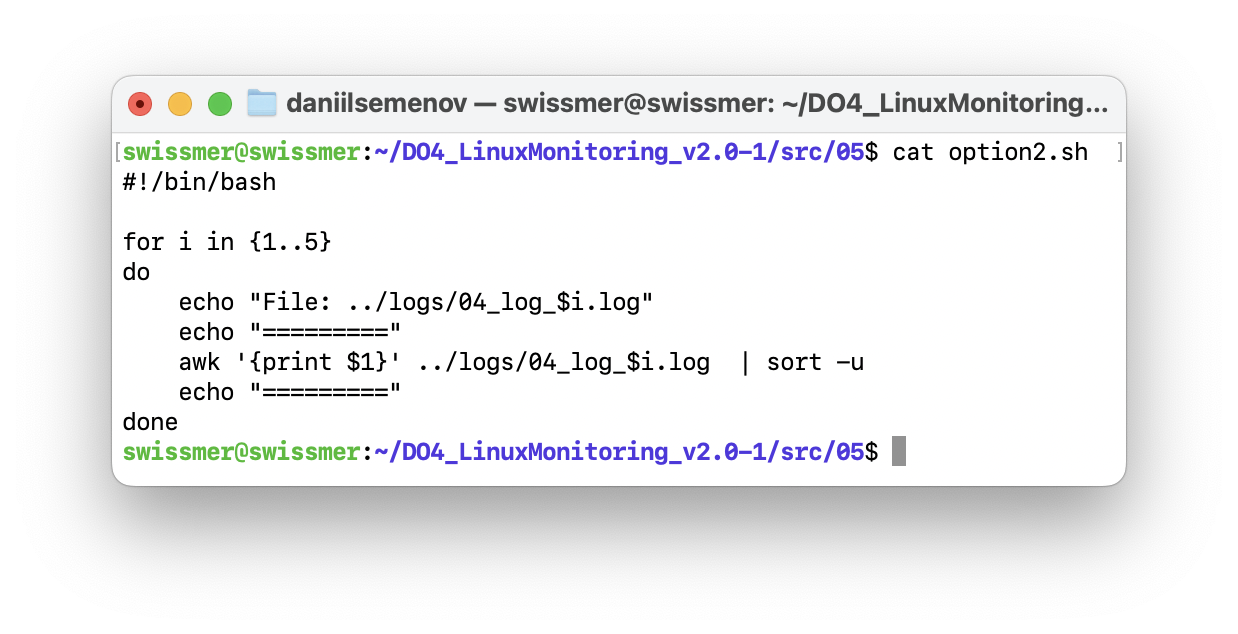 daniilsemenov — swissmer@swissmer: ~/DO4_LinuxMonitoring...
[swissmer@swissmer:~/DO4_LinuxMonitoring_v2.0-1/src/05$ cat option2.sh ]
#!/bin/bash
for i in {1..5}
do
    echo "File: ../logs/04_log_$i.log"
    echo "========="
    awk '{print $1}' ../logs/04_log_$i.log  | sort -u
    echo "========="
done
swissmer@swissmer:~/DO4_LinuxMonitoring_v2.0-1/src/05$